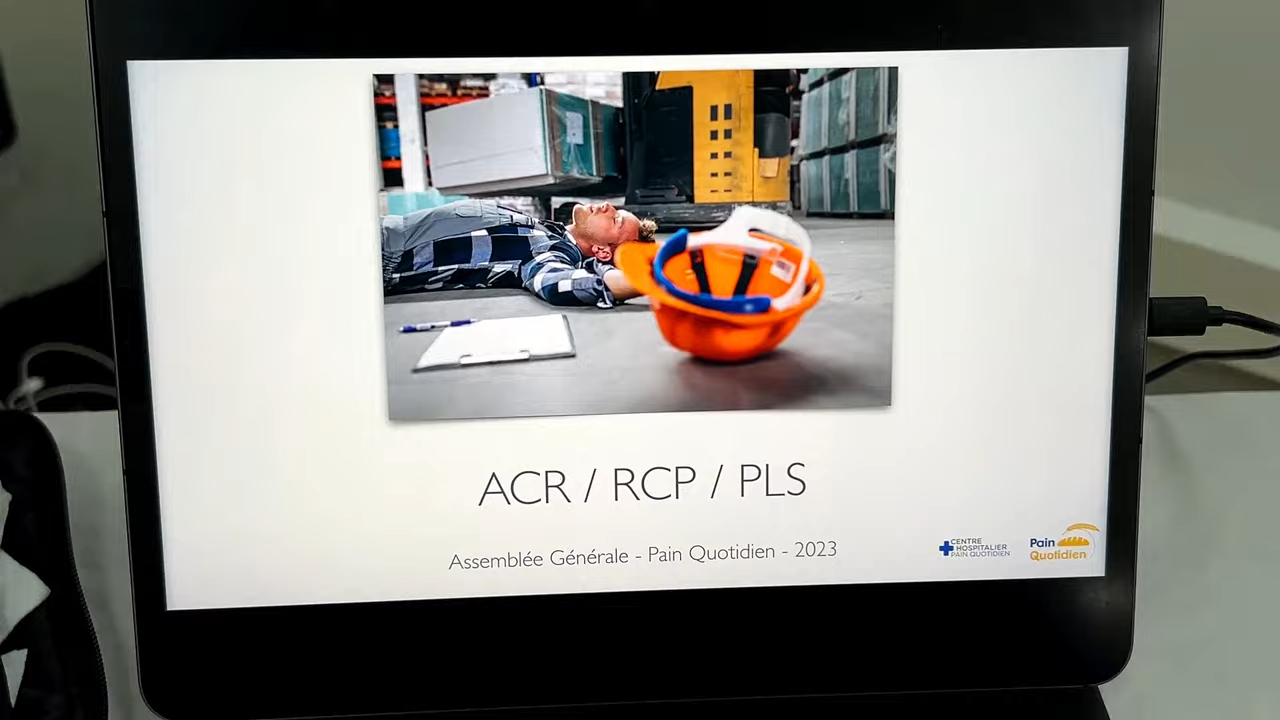 ACR / RCP / PLS
Assemblée Générale - Pain Quotidien - 2023
CENTRE
HOSPITALIER
PAIN QUOTIDIEN
Pain
Quotidien